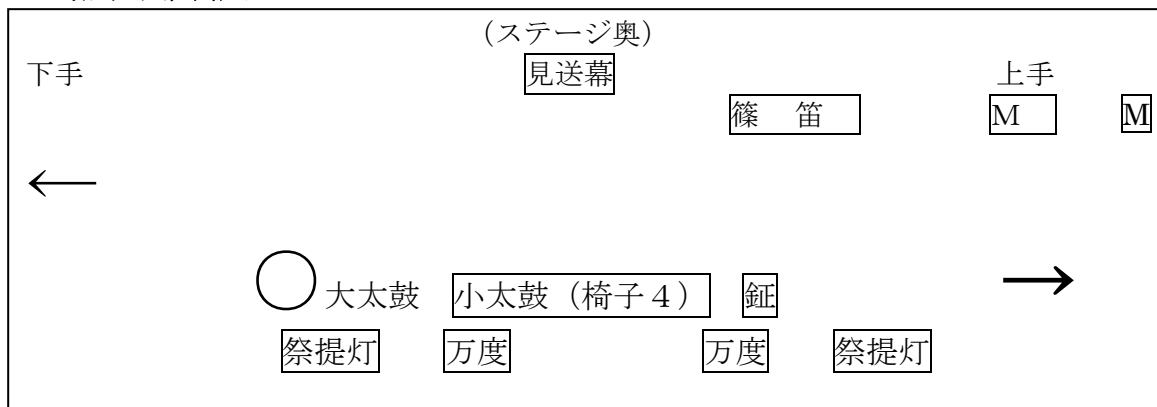 （ステージ奥）
下手 見送幕 上手
篠　笛 Ｍ Ｍ
←
大太鼓 小太鼓（椅子４） 鉦 →
祭提灯 万度 万度 祭提灯